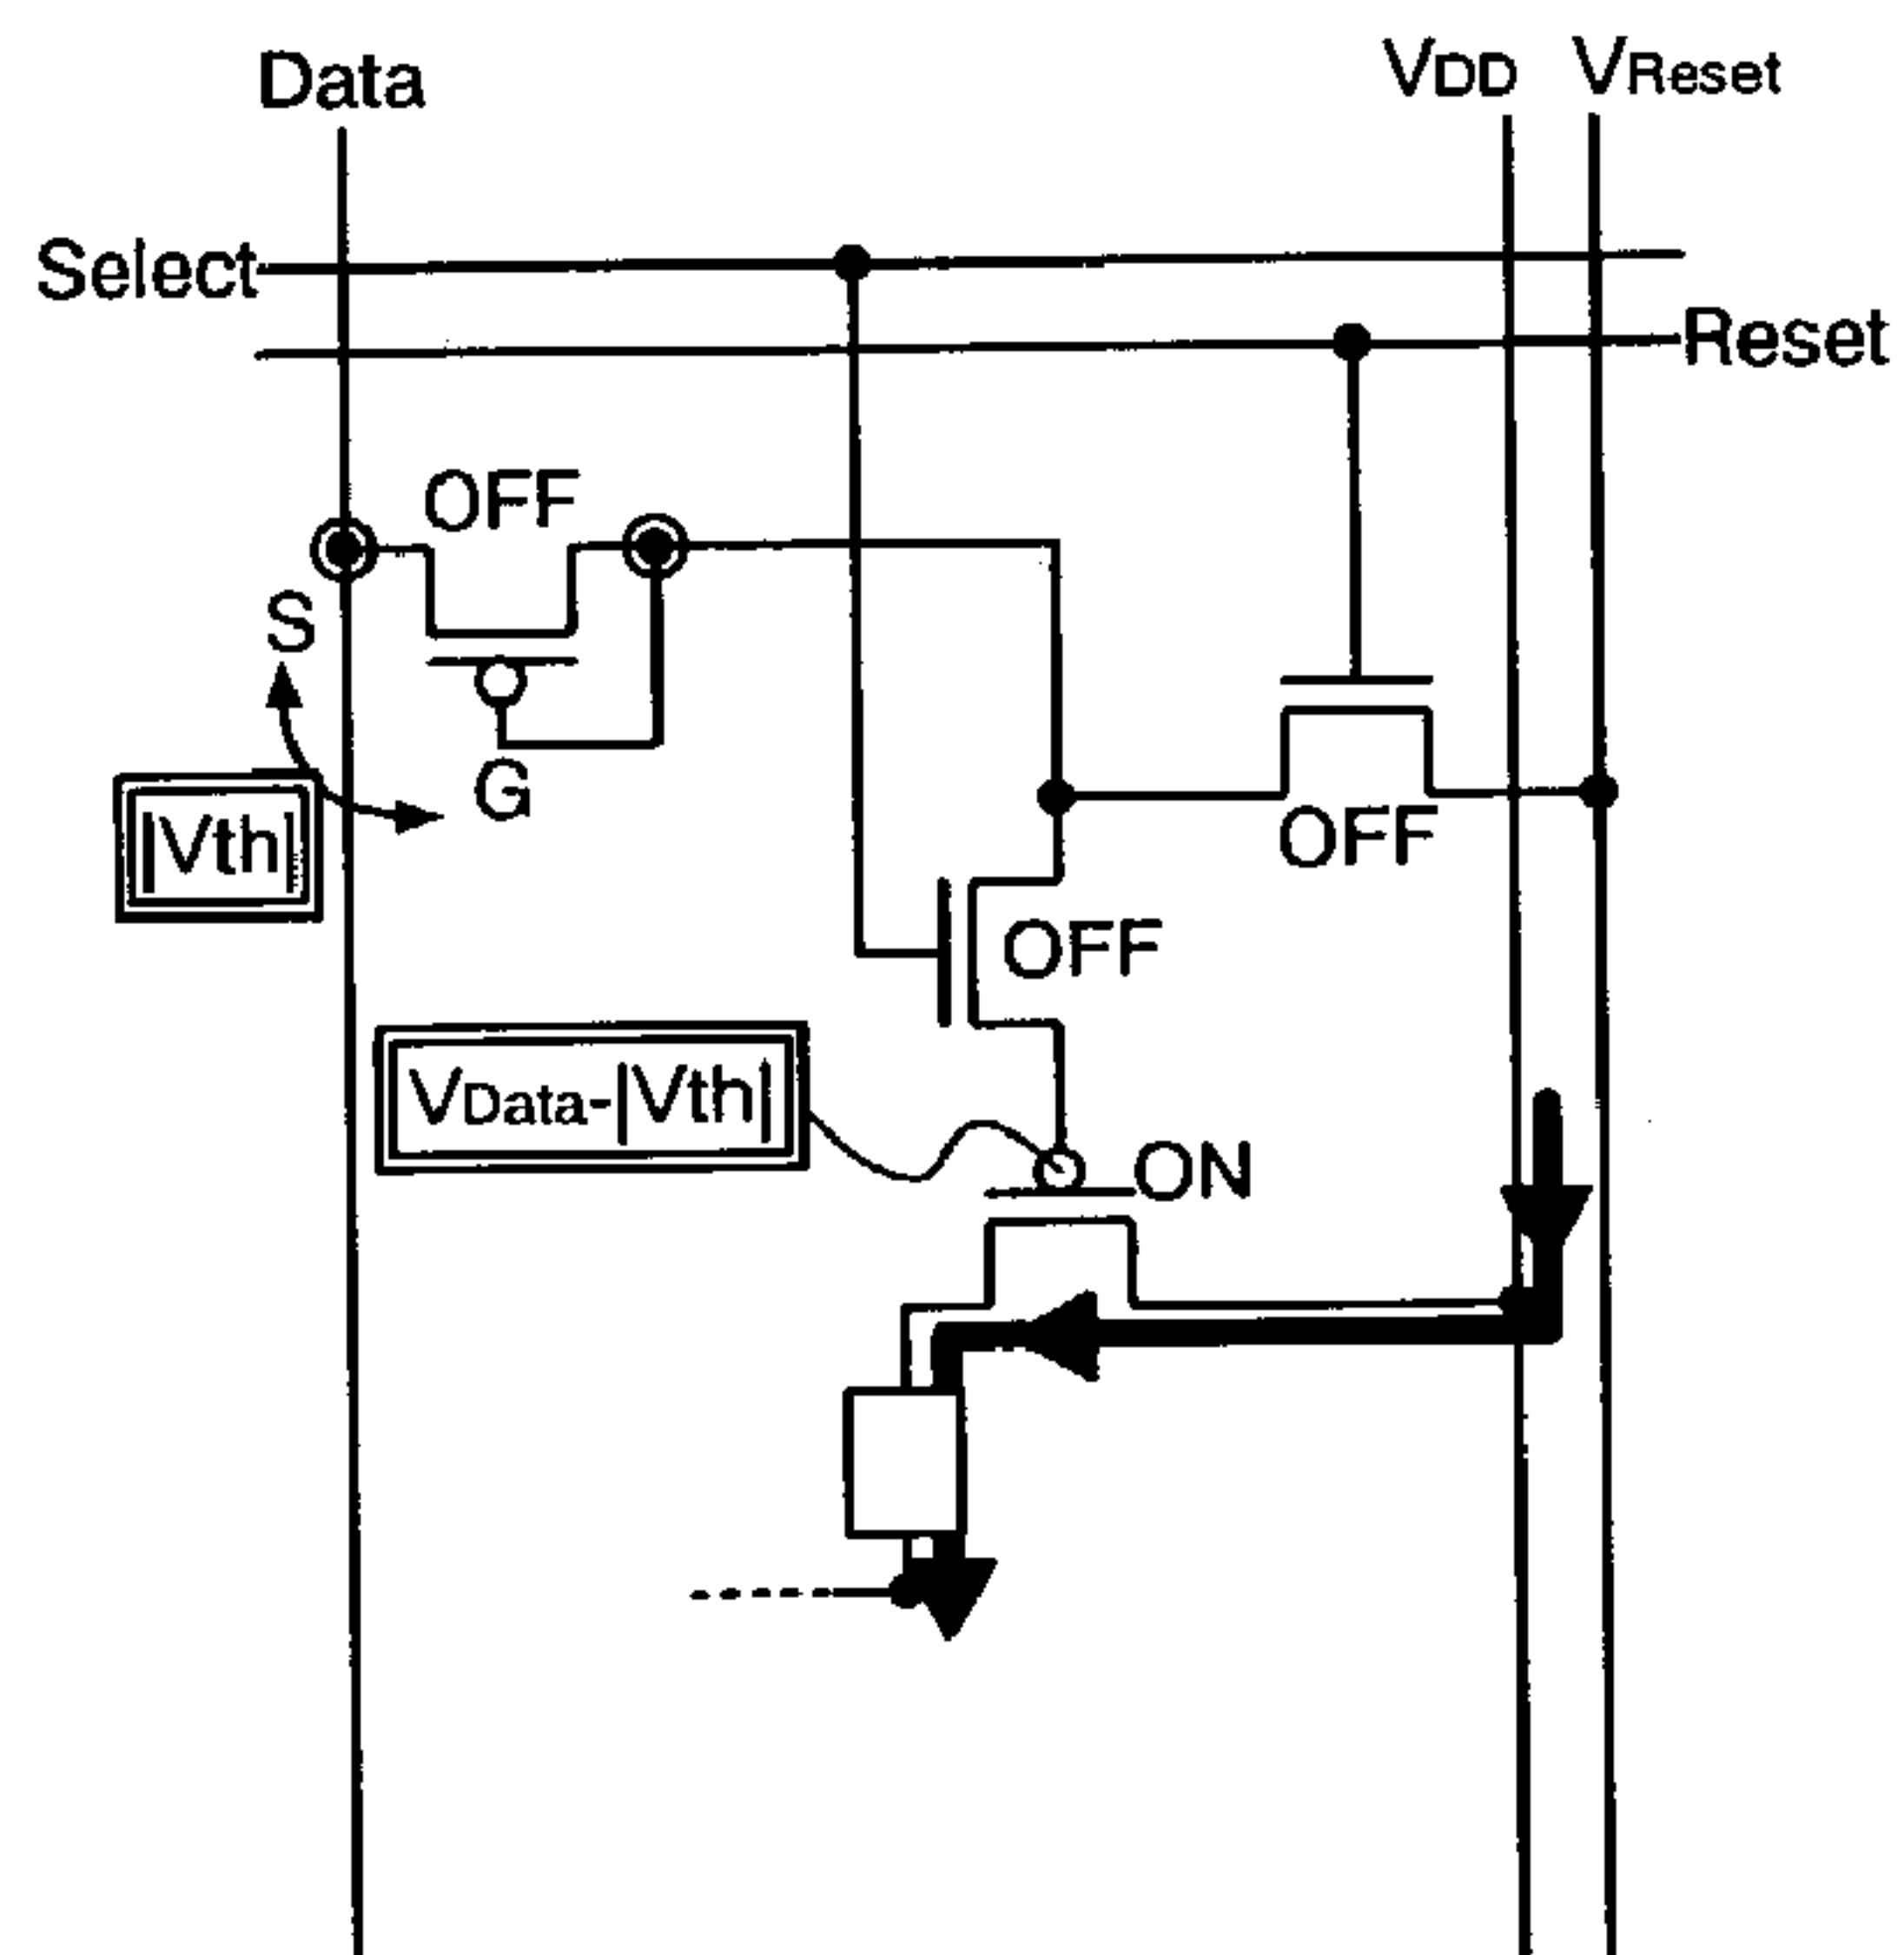 Data
VDD
VReset
Select
Reset
OFF
S
G
|Vth|
OFF
OFF
VData-|Vth|
ON